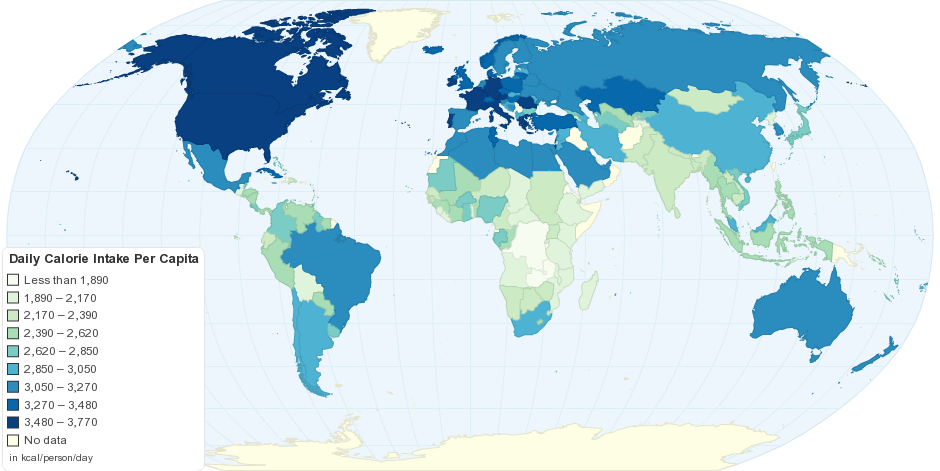 Daily Calorie Intake Per Capita
Less than 1,890
1,890 – 2,170
2,170 – 2,390
2,390 – 2,620
2,620 – 2,850
2,850 – 3,050
3,050 – 3,270
3,270 – 3,480
3,480 – 3,770
No data
in kcal/person/day